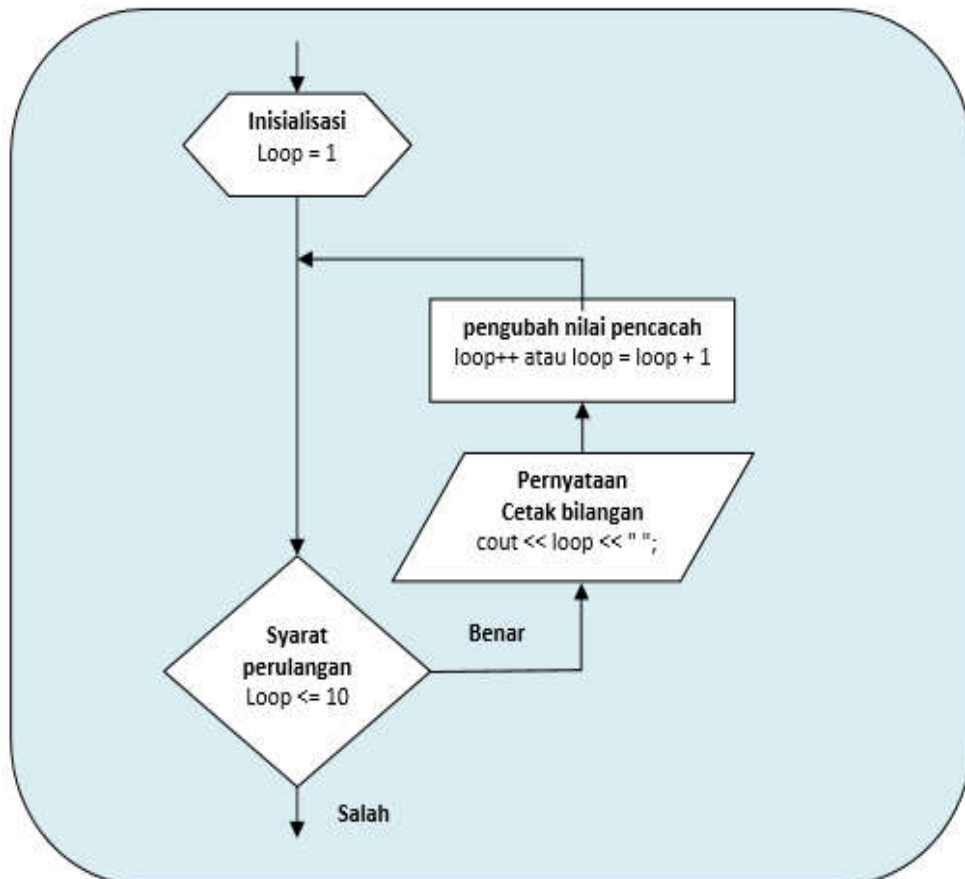 Inisialisasi
Loop = 1
pengubah nilai pencacah
loop++ atau loop = loop + 1
Pernyataan
Cetak bilangan
cout << loop << " ";
Syarat
perulangan
Loop <= 10
Benar
Salah